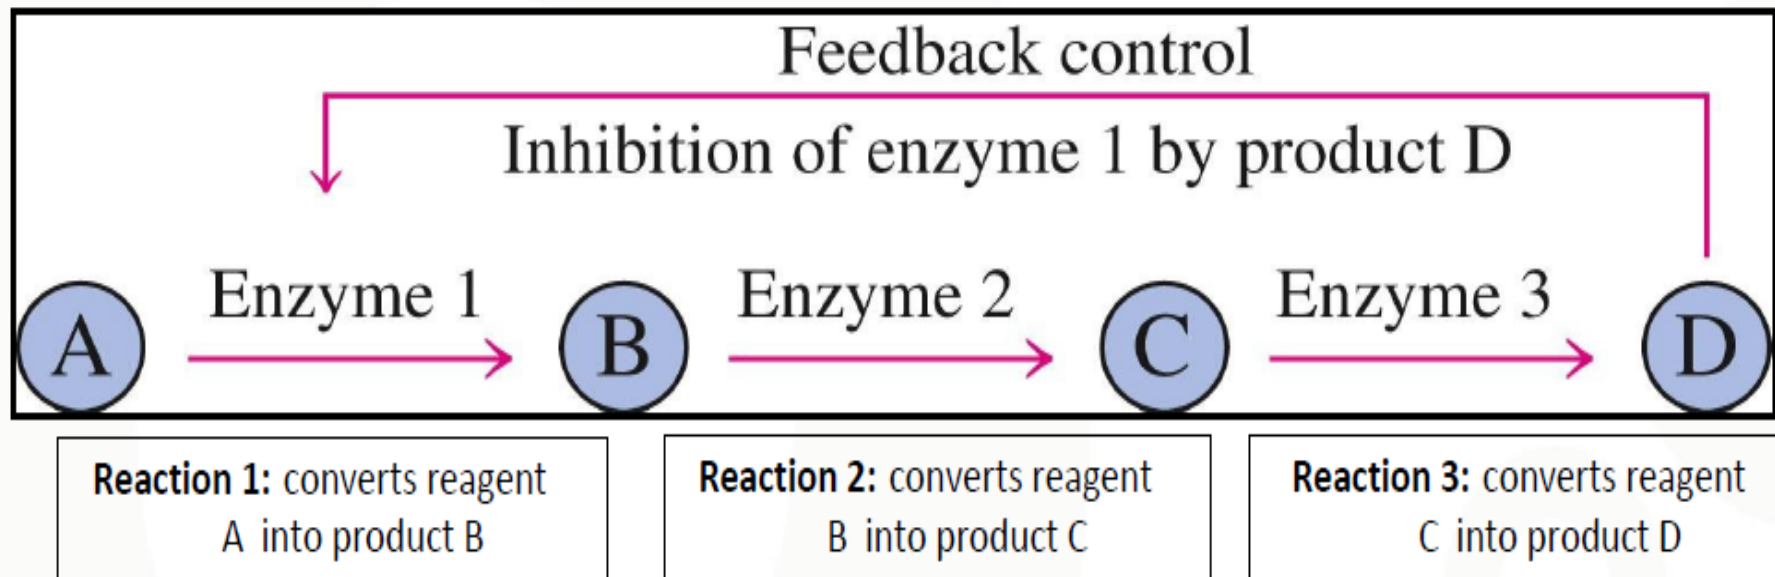 Feedback control
Inhibition of enzyme 1 by product D
Enzyme 1 Enzyme 2 Enzyme 3
A B C D
Reaction 1: converts reagent
A into product B
Reaction 2: converts reagent
B into product C
Reaction 3: converts reagent
C into product D